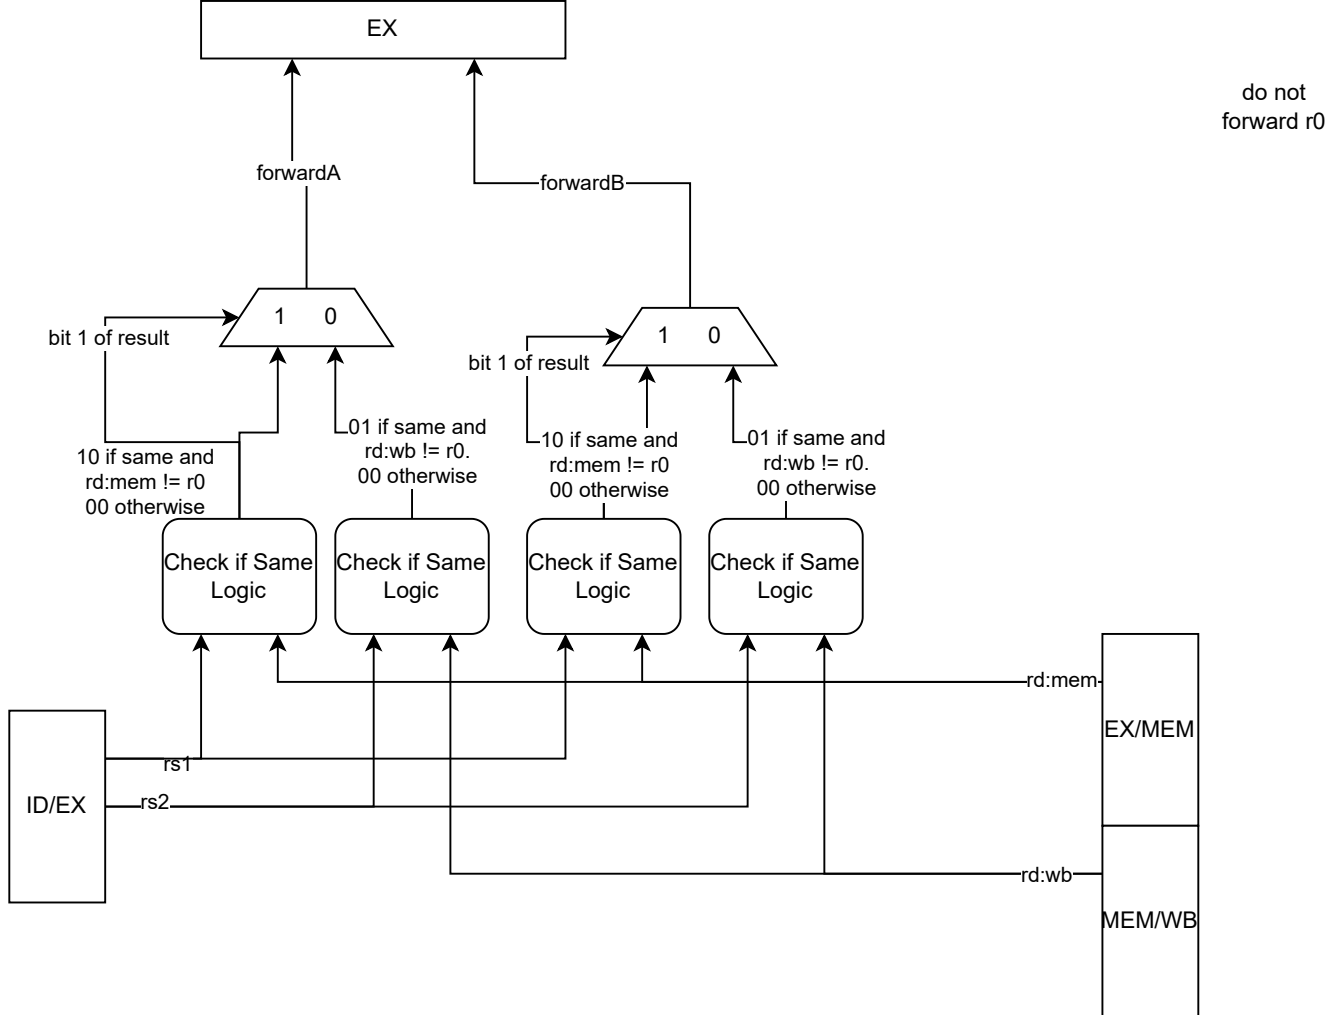 EX
do not
forward r0
forwardA
forwardB
1 0
bit 1 of result
1 0
bit 1 of result
10 if same and
rd:mem != r0
00 otherwise
01 if same and
rd:wb != r0.
00 otherwise
10 if same and
rd:mem != r0
00 otherwise
01 if same and
rd:wb != r0.
00 otherwise
Check if Same
Logic
Check if Same
Logic
Check if Same
Logic
Check if Same
Logic
rd:mem
EX/MEM
rs1
ID/EX
rs2
rd:wb
MEM/WB